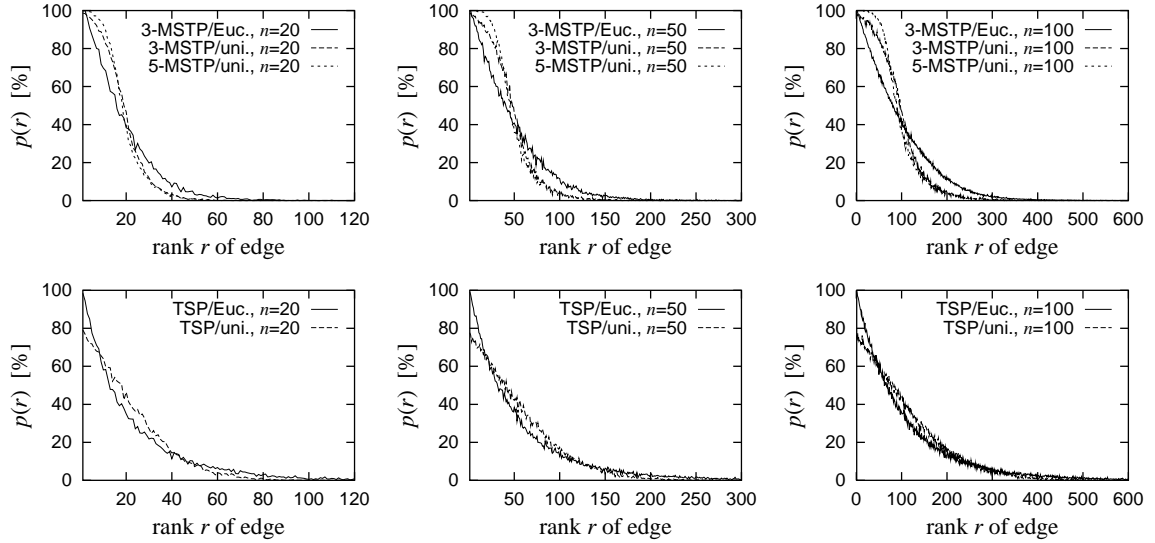 3-MSTP/Euc., n=20
3-MSTP/uni., n=20
5-MSTP/uni., n=20
p(r) [%]
100
80
60
40
20
0
20 40 60 80 100 120
rank r of edge
3-MSTP/Euc., n=50
3-MSTP/uni., n=50
5-MSTP/uni., n=50
p(r) [%]
100
80
60
40
20
0
50 100 150 200 250 300
rank r of edge
3-MSTP/Euc., n=100
3-MSTP/uni., n=100
5-MSTP/uni., n=100
p(r) [%]
100
80
60
40
20
0
0 100 200 300 400 500 600
rank r of edge
TSP/Euc., n=20
TSP/uni., n=20
p(r) [%]
100
80
60
40
20
0
20 40 60 80 100 120
rank r of edge
TSP/Euc., n=50
TSP/uni., n=50
p(r) [%]
100
80
60
40
20
0
50 100 150 200 250 300
rank r of edge
TSP/Euc., n=100
TSP/uni., n=100
p(r) [%]
100
80
60
40
20
0
0 100 200 300 400 500 600
rank r of edge